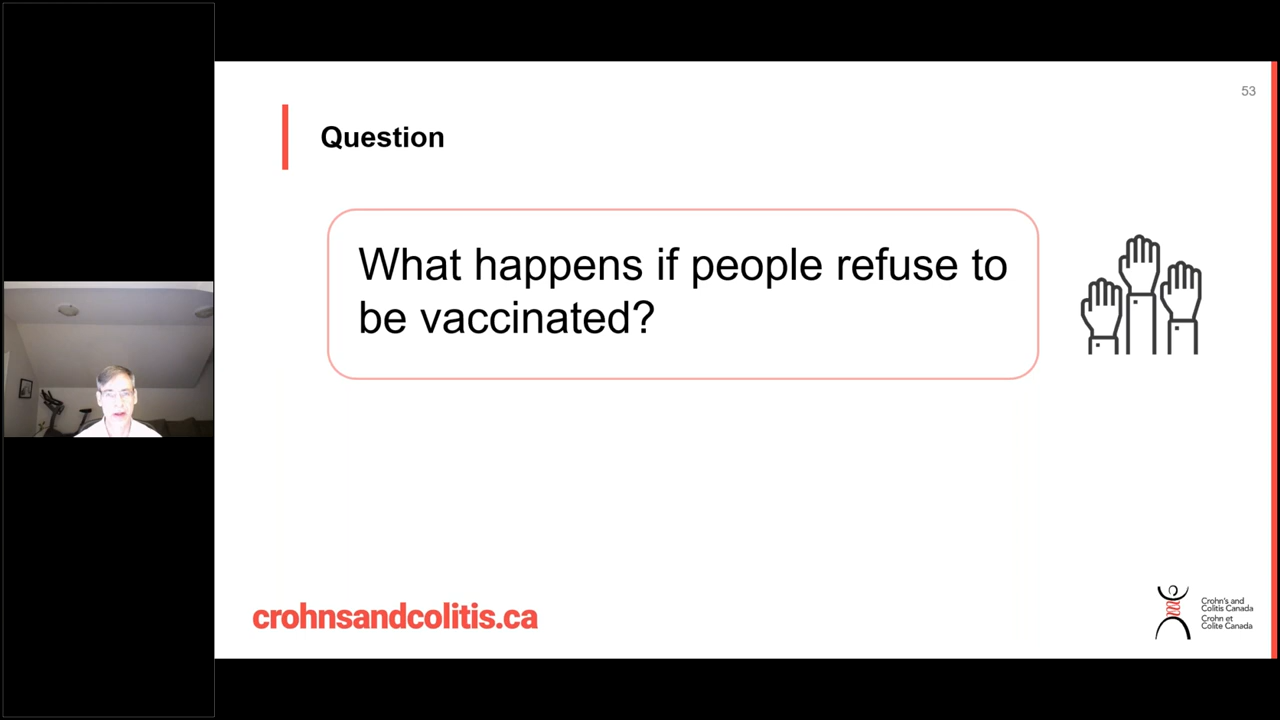 53
Question
What happens if people refuse to
be vaccinated?
crohnsandcolitis.ca
Crohn's and
Colitis Canada
Crohn et
Colite Canada